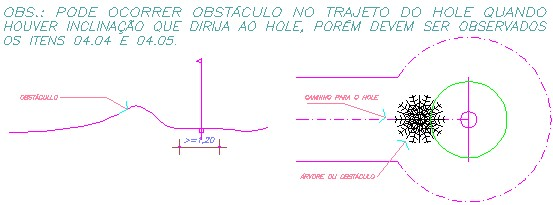 OBS.: PODE OCORRER OBSTÁCULO NO TRAJETO DO HOLE QUANDO
HOUVER INCLINAÇÃO QUE DIRIJA AO HOLE, PORÉM DEVEM SER OBSERVADOS
OS ITENS 04.04 E 04.05.
OBSTÁCULLO
CAMINHO PARA O HOLE
>=1,20
ÁRVORE OU OBSTÁCULO